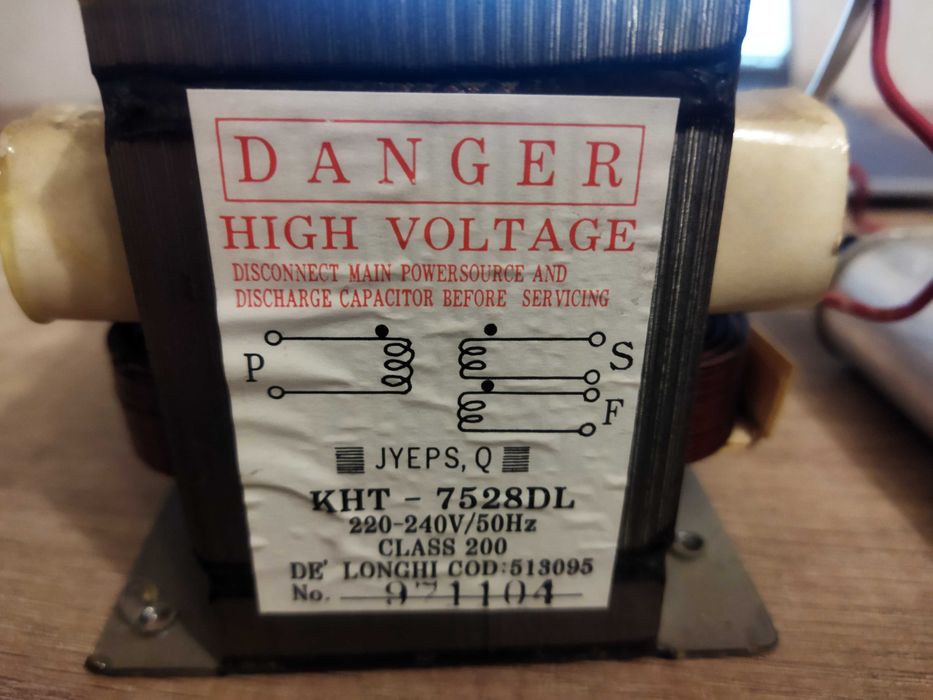 DANGER
HIGH VOLTAGE
DISCONNECT MAIN POWERSOURCE AND
DISCHARGE CAPACITOR BEFORE SERVICING
P
S
F
JYEPS, Q
KHT - 7528DL
220-240V/50Hz
CLASS 200
DE' LONGHI COD:513095
No. 971104